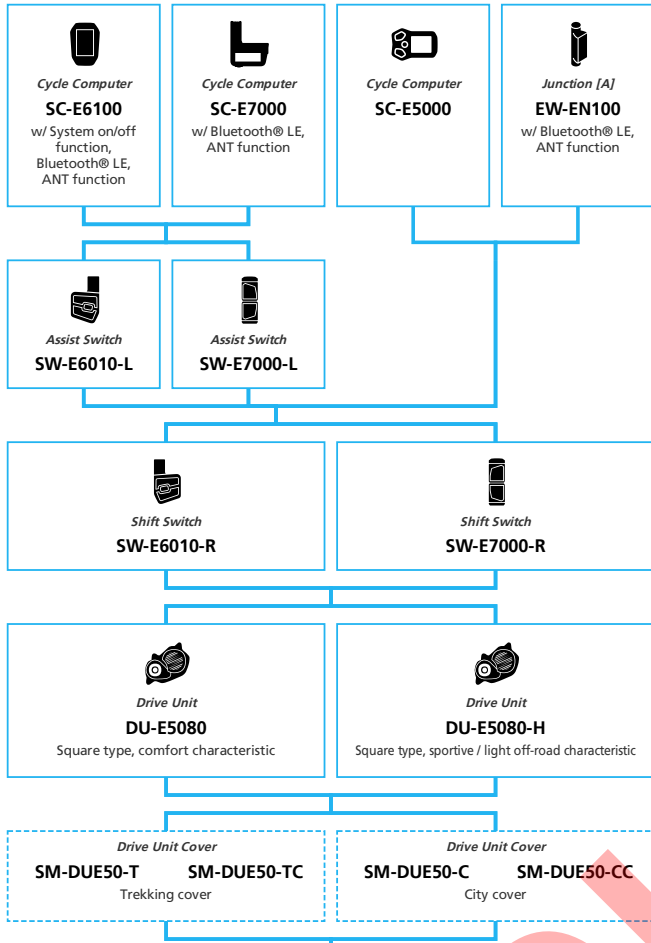 Cycle Computer
SC-E6100
w/ System on/off
function,
Bluetooth® LE,
ANT function
Cycle Computer
SC-E7000
w/ Bluetooth® LE,
ANT function
Cycle Computer
SC-E5000
Junction [A]
EW-EN100
w/ Bluetooth® LE,
ANT function
Assist Switch
SW-E6010-L
Assist Switch
SW-E7000-L
Shift Switch
SW-E6010-R
Shift Switch
SW-E7000-R
Drive Unit
DU-E5080
Square type, comfort characteristic
Drive Unit
DU-E5080-H
Square type, sportive / light off-road characteristic
Drive Unit Cover
SM-DUE50-T SM-DUE50-TC
Trekking cover
Drive Unit Cover
SM-DUE50-C SM-DUE50-CC
City cover